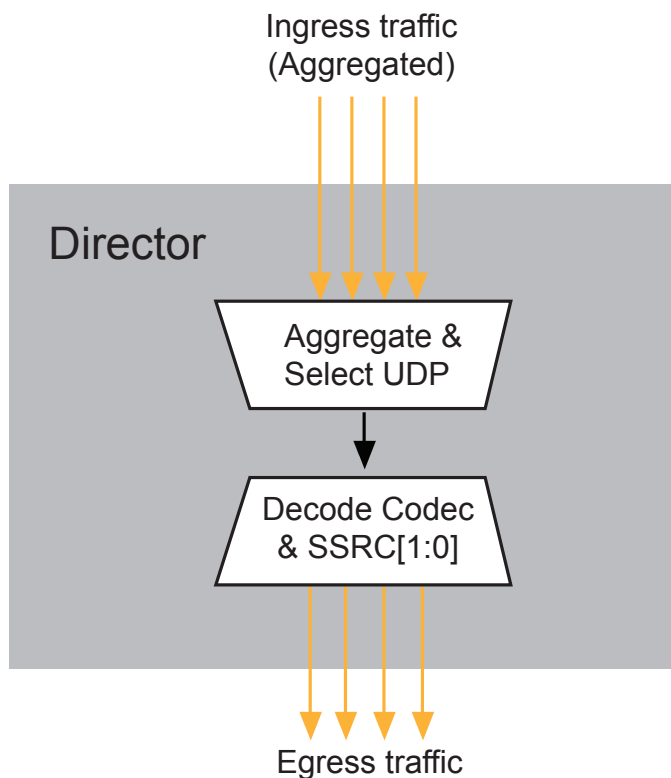 Ingress traffic
(Aggregated)
Director
Aggregate &
Select UDP
Decode Codec
& SSRC[1:0]
Egress traffic